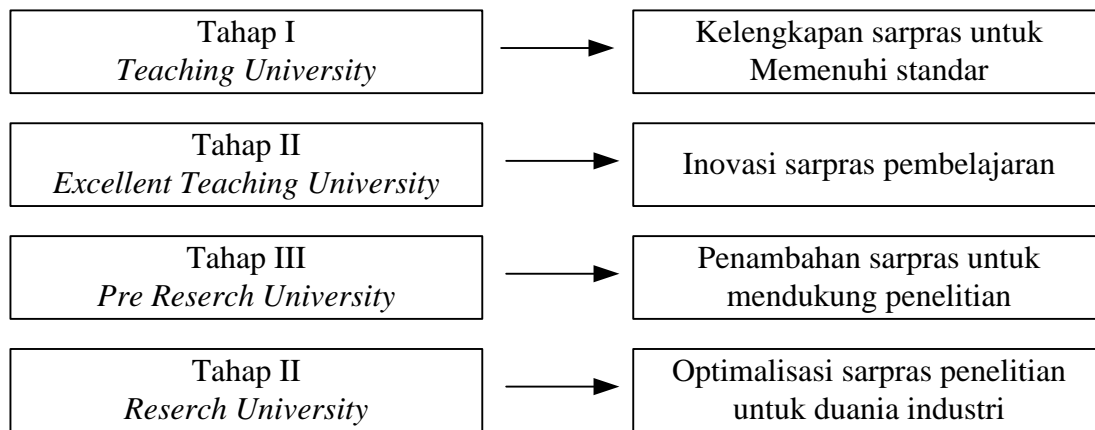 Tahap I
Teaching University
Kelengkapan sarpras untuk
Memenuhi standar
Tahap II
Excellent Teaching University
Inovasi sarpras pembelajaran
Tahap III
Pre Reserch University
Penambahan sarpras untuk
mendukung penelitian
Tahap II
Reserch University
Optimalisasi sarpras penelitian
untuk duania industri